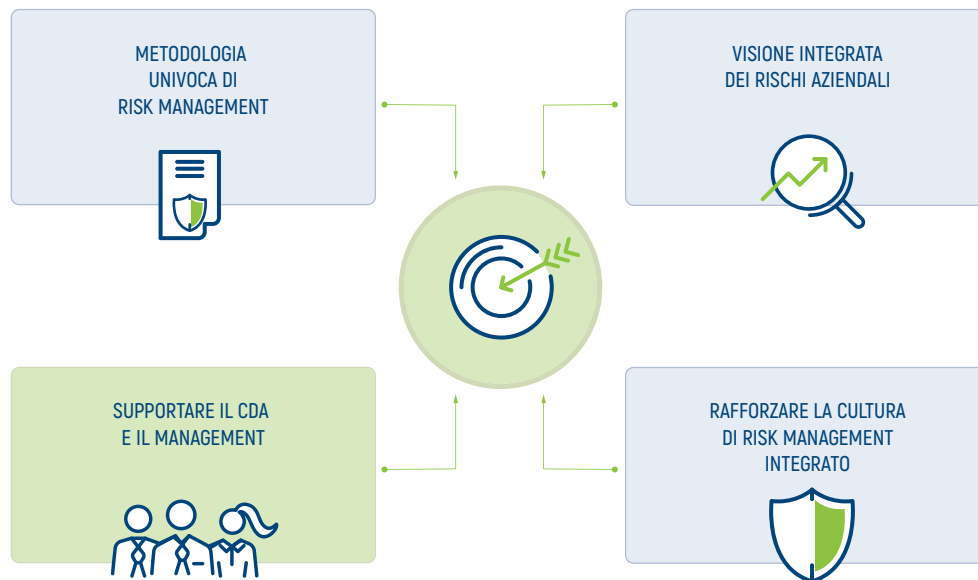 METODOLOGIA
UNIVOCA DI
RISK MANAGEMENT
VISIONE INTEGRATA
DEI RISCHI AZIENDALI
SUPPORTARE IL CDA
E IL MANAGEMENT
RAFFORZARE LA CULTURA
DI RISK MANAGEMENT
INTEGRATO